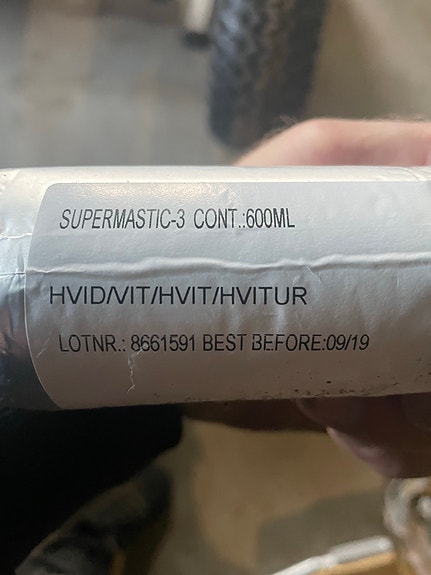 SUPERMASTIC-3 CONT.:600ML
HVID/VIT/HVIT/HVITUR
LOTNR.: 8661591 BEST BEFORE:09/19